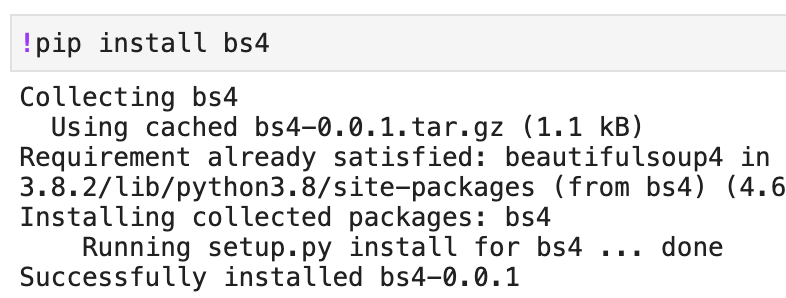 !pip install bs4
Collecting bs4
  Using cached bs4-0.0.1.tar.gz (1.1 kB)
Requirement already satisfied: beautifulsoup4 in
3.8.2/lib/python3.8/site-packages (from bs4) (4.6
Installing collected packages: bs4
    Running setup.py install for bs4 ... done
Successfully installed bs4-0.0.1